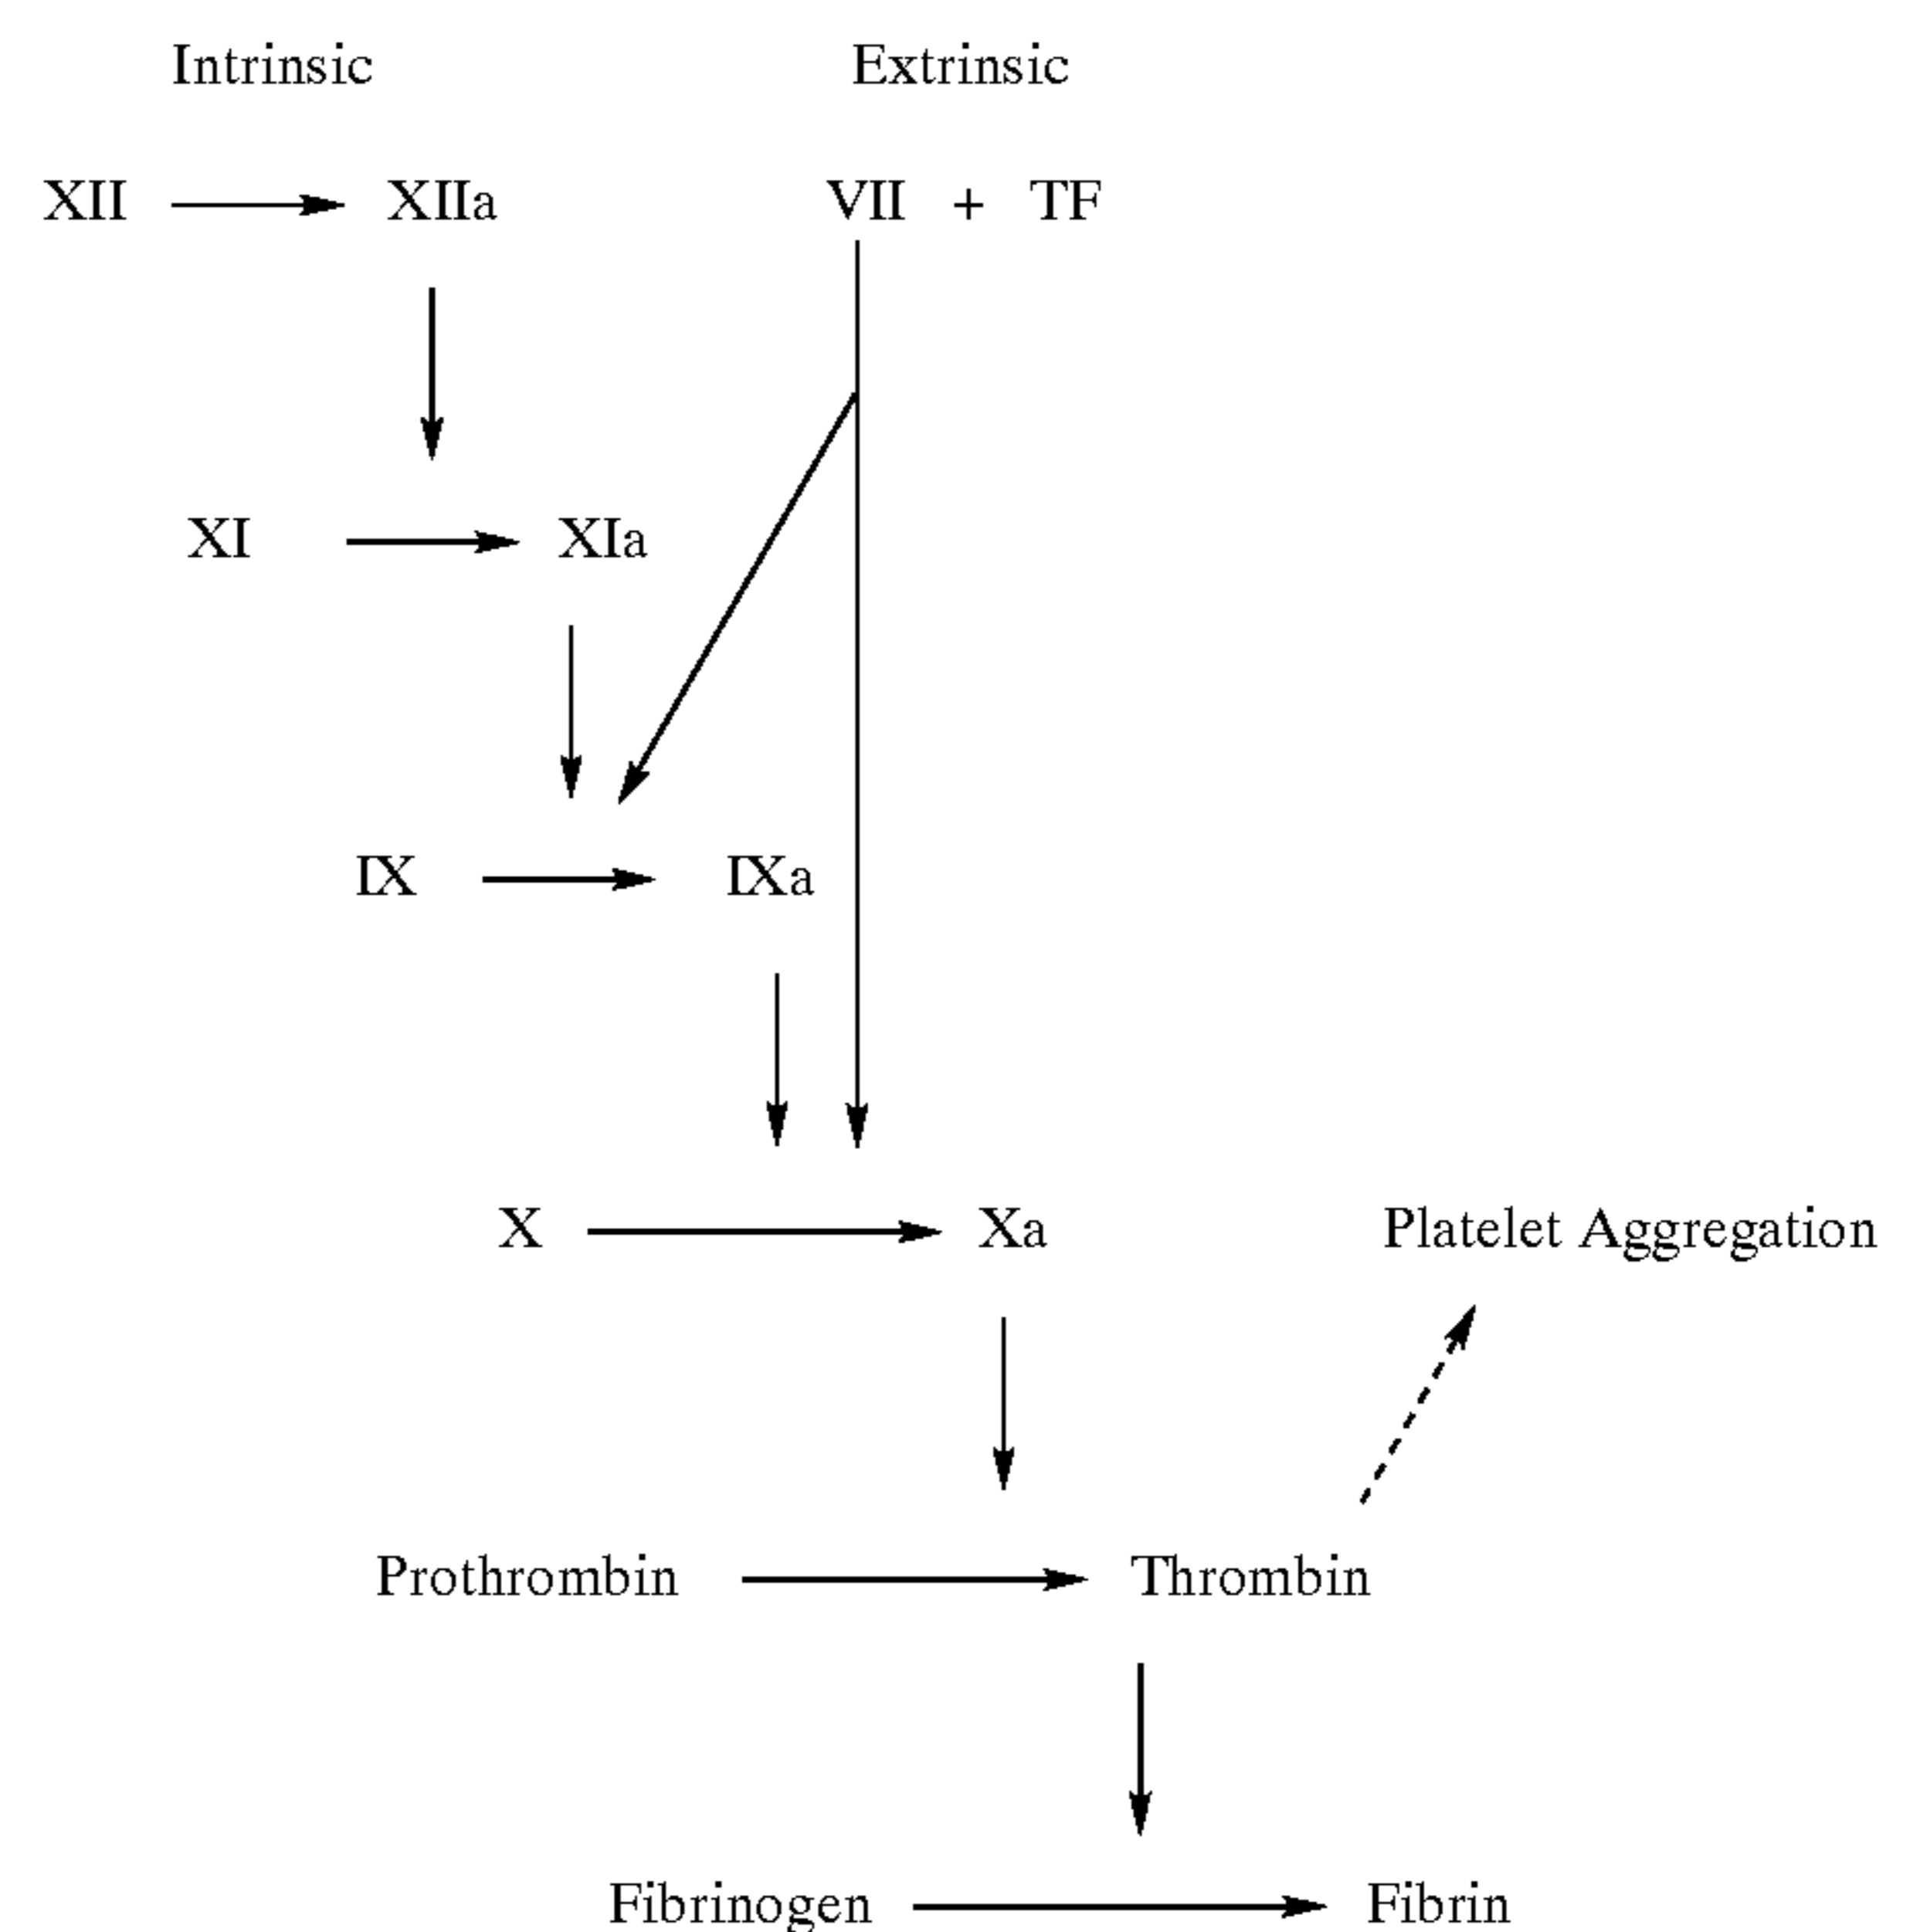 Intrinsic Extrinsic
XII XIIa VII + TF
XI XIa
IX IXa
X Xa Platelet Aggregation
Prothrombin Thrombin
Fibrinogen Fibrin